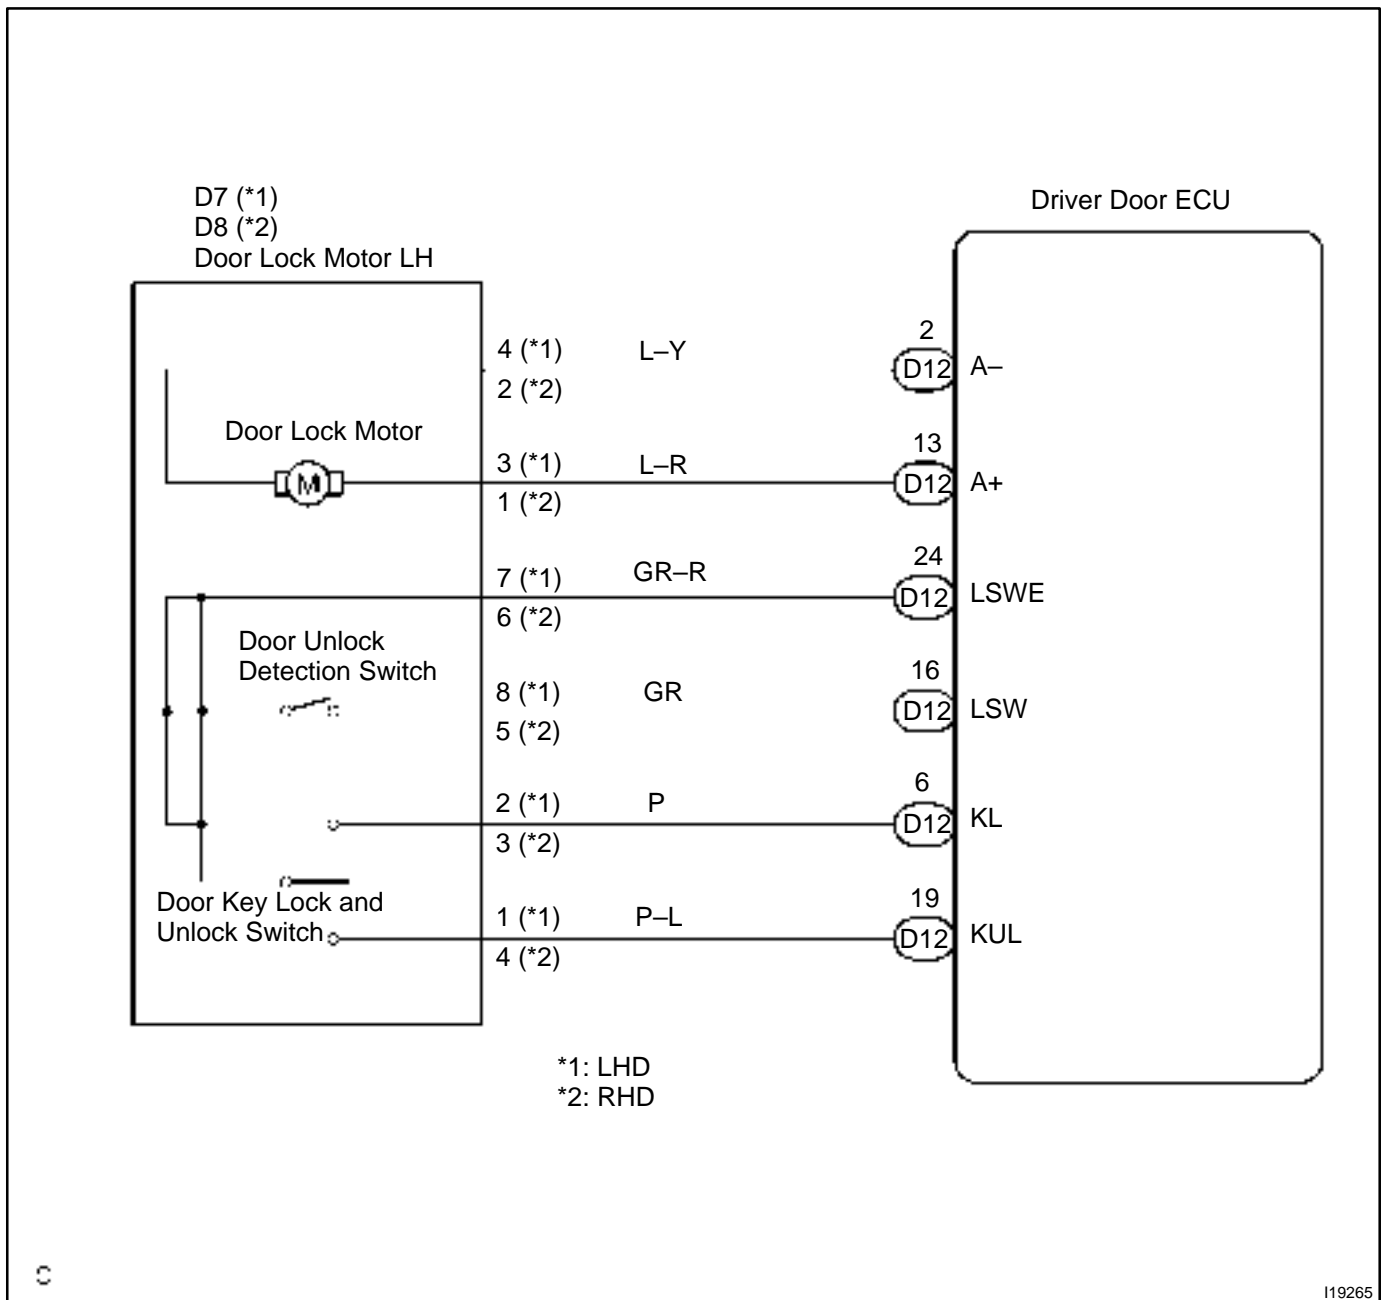 D7 (*1)
D8 (*2)
Door Lock Motor LH
Driver Door ECU
4 (*1) L–Y
2 (*2)
2
D12 A–
Door Lock Motor
M
3 (*1) L–R
1 (*2)
13
D12 A+
7 (*1) GR–R
6 (*2)
24
D12 LSWE
Door Unlock
Detection Switch
8 (*1) GR
5 (*2)
16
D12 LSW
2 (*1) P
3 (*2)
6
D12 KL
Door Key Lock and
Unlock Switch
1 (*1) P–L
4 (*2)
19
D12 KUL
*1: LHD
*2: RHD
I19265